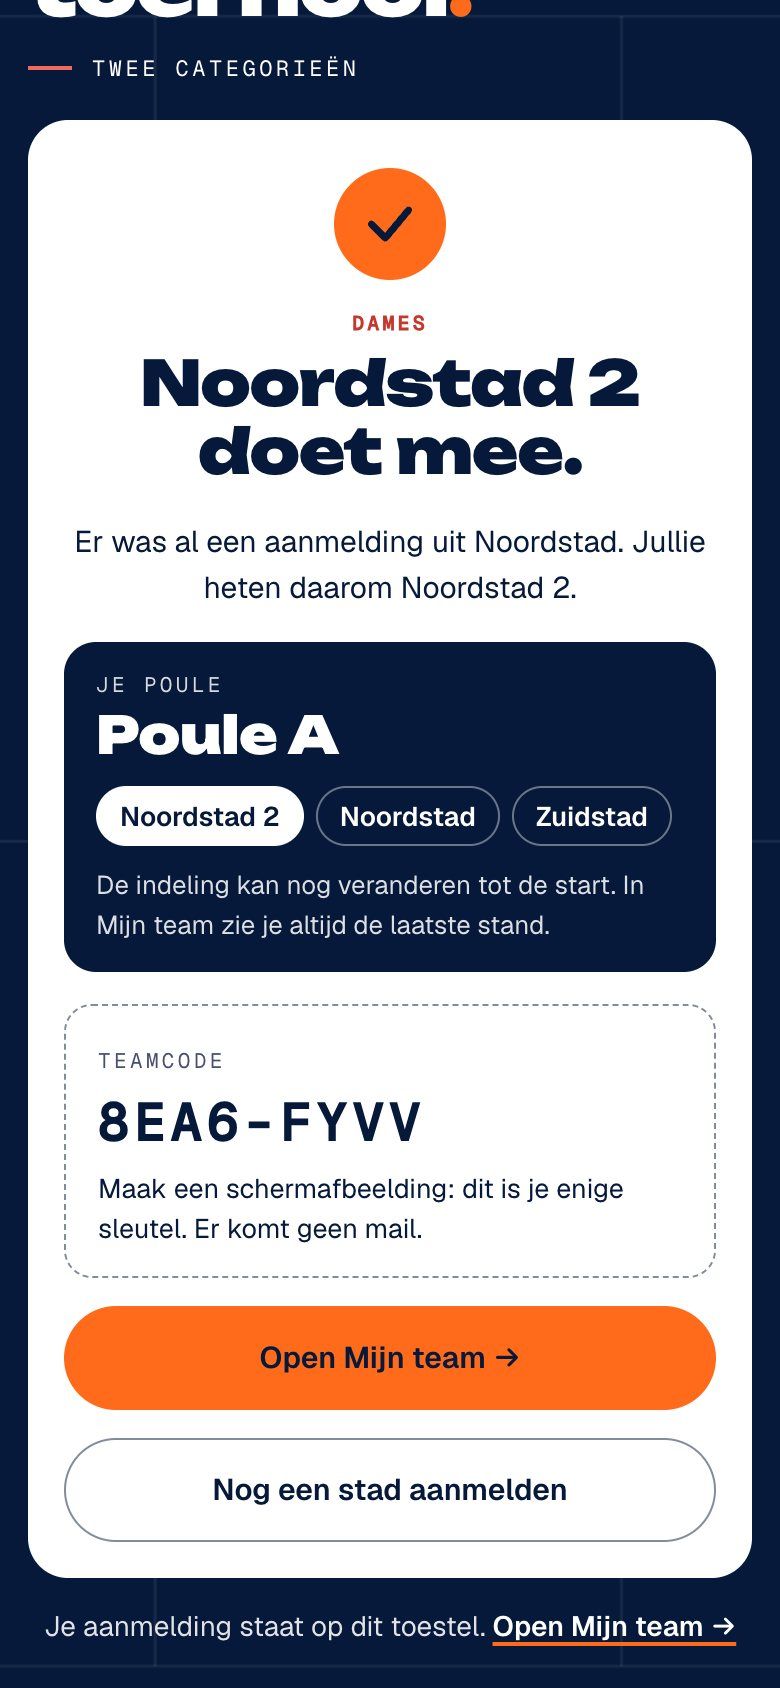 toernooi.
TWEE CATEGORIEËN
DAMES
Noordstad 2
doet mee.
Er was al een aanmelding uit Noordstad. Jullie
heten daarom Noordstad 2.
JE POULE
Poule A
Noordstad 2 Noordstad Zuidstad
De indeling kan nog veranderen tot de start. In
Mijn team zie je altijd de laatste stand.
TEAMCODE
8EA6-FYVV
Maak een schermafbeelding: dit is je enige
sleutel. Er komt geen mail.
Open Mijn team →
Nog een stad aanmelden
Je aanmelding staat op dit toestel. Open Mijn team →